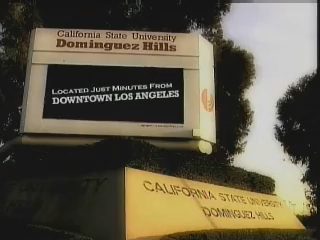 California State University
Dominguez Hills
Located Just Minutes From
Downtown Los Angeles
CALIFORNIA STATE UNIVERSITY
DOMINGUEZ HILLS